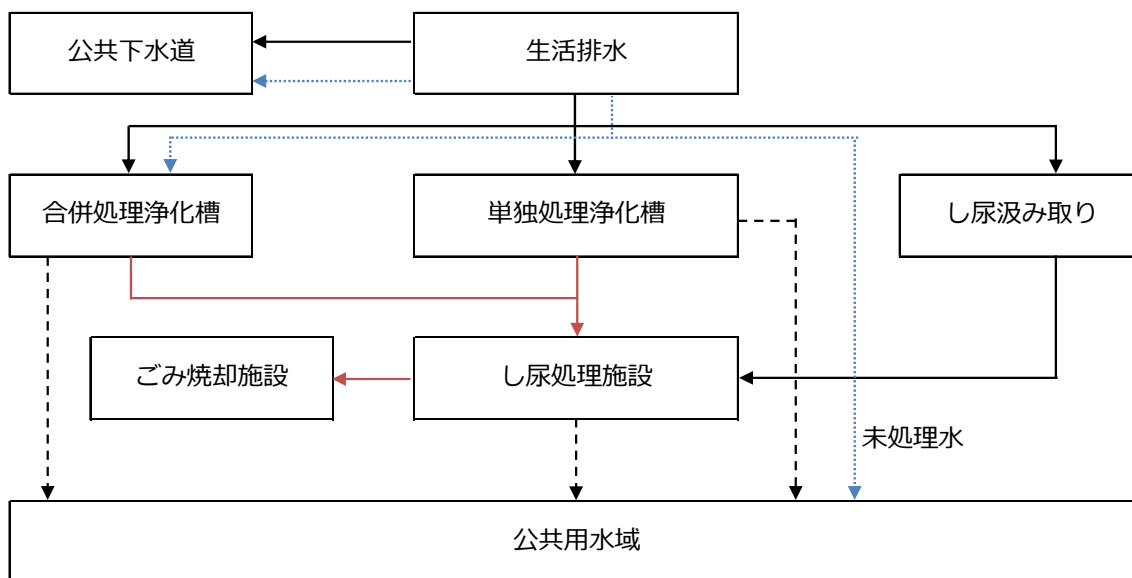 公共下水道
生活排水
合併処理浄化槽
単独処理浄化槽
し尿汲み取り
ごみ焼却施設
し尿処理施設
未処理水
公共用水域